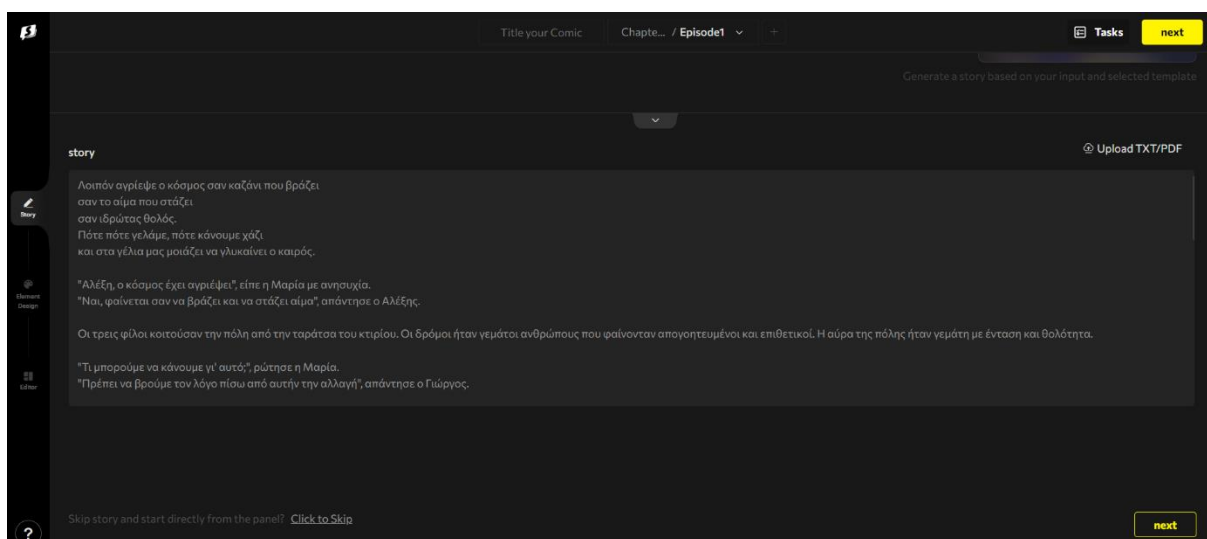 Title your Comic
Chapte... / Episode1
+
Tasks
next
Generate a story based on your input and selected template
story
Upload TXT/PDF
Λοιπόν αγρίεψε ο κόσμος σαν καζάνι που βράζει
σαν το αίμα που στάζει
σαν ιδρώτας θολός.
Πότε πότε γελάμε, πότε κάνουμε χάζι
και στα γέλια μας μοιάζει να γλυκαίνει ο καιρός.
"Αλέξη, ο κόσμος έχει αγριέψει", είπε η Μαρία με ανησυχία.
"Ναι, φαίνεται σαν να βράζει και να στάζει αίμα", απάντησε ο Αλέξης.
Οι τρεις φίλοι κοιτούσαν την πόλη από την ταράτσα του κτιρίου. Οι δρόμοι ήταν γεμάτοι ανθρώπους που φαίνονταν απογοητευμένοι και επιθετικοί. Η αύρα της πόλης ήταν γεμάτη με ένταση και θολότητα.
"Τι μπορούμε να κάνουμε γι' αυτό;", ρώτησε η Μαρία.
"Πρέπει να βρούμε τον λόγο πίσω από αυτήν την αλλαγή", απάντησε ο Γιώργος.
Story
Element
Design
Editor
Skip story and start directly from the panel? Click to Skip
next
?